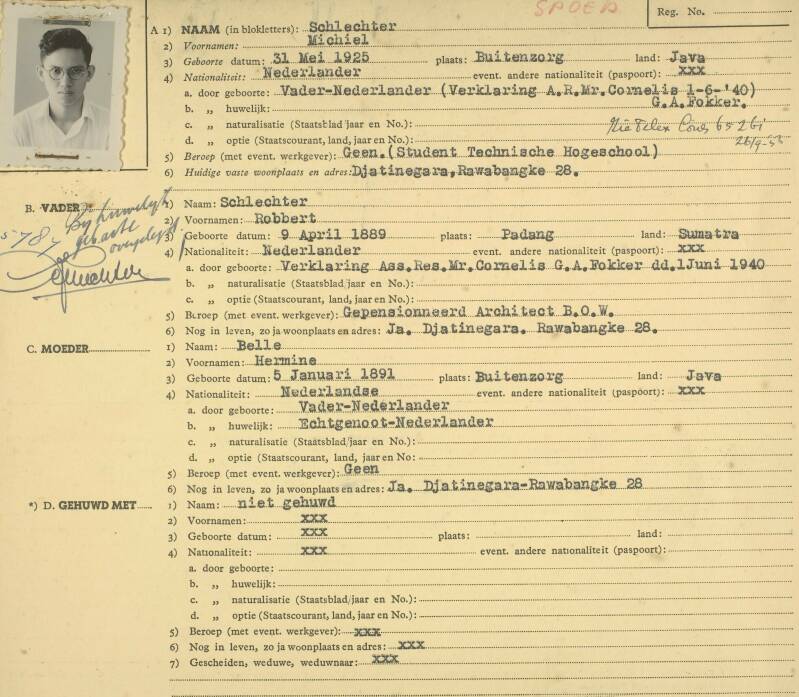 SPOED
Reg. No.
A 1) NAAM (in blokletters): Schlechter
2) Voornamen: Michiel
3) Geboorte datum: 31 Mei 1925 plaats: Buitenzorg land: Java
4) Nationaliteit: Nederlander event. andere nationaliteit (paspoort): xxx
a. door geboorte: Vader-Nederlander (Verklaring A.R.Mr.Cornelis 1-6-'40)
b. „ huwelijk: G.A.Fokker.
c. „ naturalisatie (Staatsblad/jaar en No.):
d. „ optie (Staatscourant, land, jaar en No.):
26/9-53
5) Beroep (met event. werkgever): Geen.(Student Technische Hogeschool)
6) Huidige vaste woonplaats en adres: Djatinegara,Rawabangke 28.
B. VADER 1) Naam: Schlechter
2) Voornamen: Robbert
3) Geboorte datum: 9 April 1889 plaats: Padang land: Sumatra
4) Nationaliteit: Nederlander event. andere nationaliteit (paspoort): xxx
a. door geboorte: Verklaring Ass.Res.Mr.Cornelis G.A.Fokker dd.1Juni 1940
b. „ naturalisatie (Staatsblad/jaar en No.):
c. „ optie (Staatscourant, land, jaar en No.):
5) Beroep (met event. werkgever): Gepensionneerd Architect B.O.W.
6) Nog in leven, zo ja woonplaats en adres: Ja. Djatinegara. Rawabangke 28.
C. MOEDER 1) Naam: Belle
2) Voornamen: Hermine
3) Geboorte datum: 5 Januari 1891 plaats: Buitenzorg land: Java
4) Nationaliteit: Nederlandse event. andere nationaliteit (paspoort): xxx
a. door geboorte: Vader-Nederlander
b. „ huwelijk: Echtgenoot-Nederlander
c. „ naturalisatie (Staatsblad/jaar en No.):
d. „ optie (Staatscourant, land, jaar en No:
5) Beroep (met event. werkgever): Geen
6) Nog in leven, zo ja woonplaats en adres: Ja. Djatinegara-Rawabangke 28
*) D. GEHUWD MET 1) Naam: niet gehuwd
2) Voornamen: xxx
3) Geboorte datum: xxx plaats: land:
4) Nationaliteit: xxx event. andere nationaliteit (paspoort):
a. door geboorte:
b. „ huwelijk:
c. „ naturalisatie (Staatsblad/jaar en No.):
d. „ optie (Staatscourant, land, jaar en No.):
5) Beroep (met event. werkgever): xxx
6) Nog in leven, zo ja woonplaats en adres: xxx
7) Gescheiden, weduwe, weduwnaar: xxx